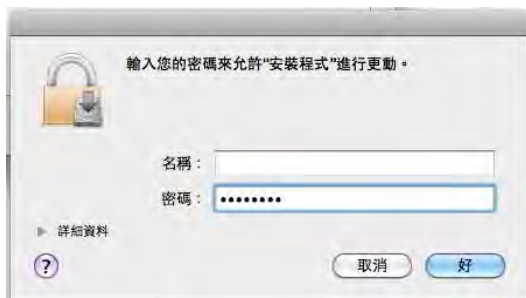 輸入您的密碼來允許"安裝程式"進行更動。
名稱：
密碼：••••••••
▶ 詳細資料
?
取消
好